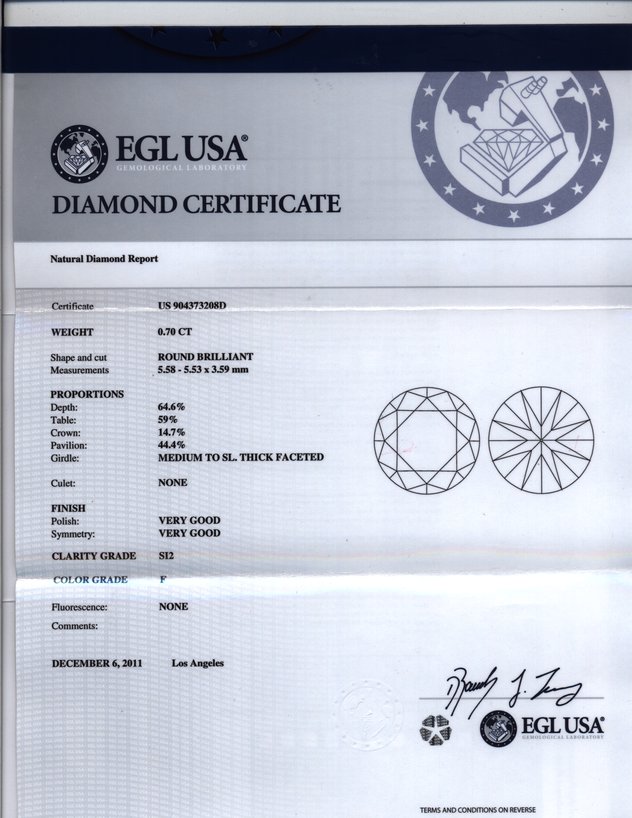 EGL USA®
GEMOLOGICAL LABORATORY
DIAMOND CERTIFICATE
Natural Diamond Report
Certificate US 904373208D
WEIGHT 0.70 CT
Shape and cut ROUND BRILLIANT
Measurements 5.58 - 5.53 x 3.59 mm
PROPORTIONS
Depth: 64.6%
Table: 59%
Crown: 14.7%
Pavilion: 44.4%
Girdle: MEDIUM TO SL. THICK FACETED
Culet: NONE
FINISH
Polish: VERY GOOD
Symmetry: VERY GOOD
CLARITY GRADE SI2
COLOR GRADE F
Fluorescence: NONE
Comments:
DECEMBER 6, 2011 Los Angeles
EGL USA®
GEMOLOGICAL LABORATORY
TERMS AND CONDITIONS ON REVERSE